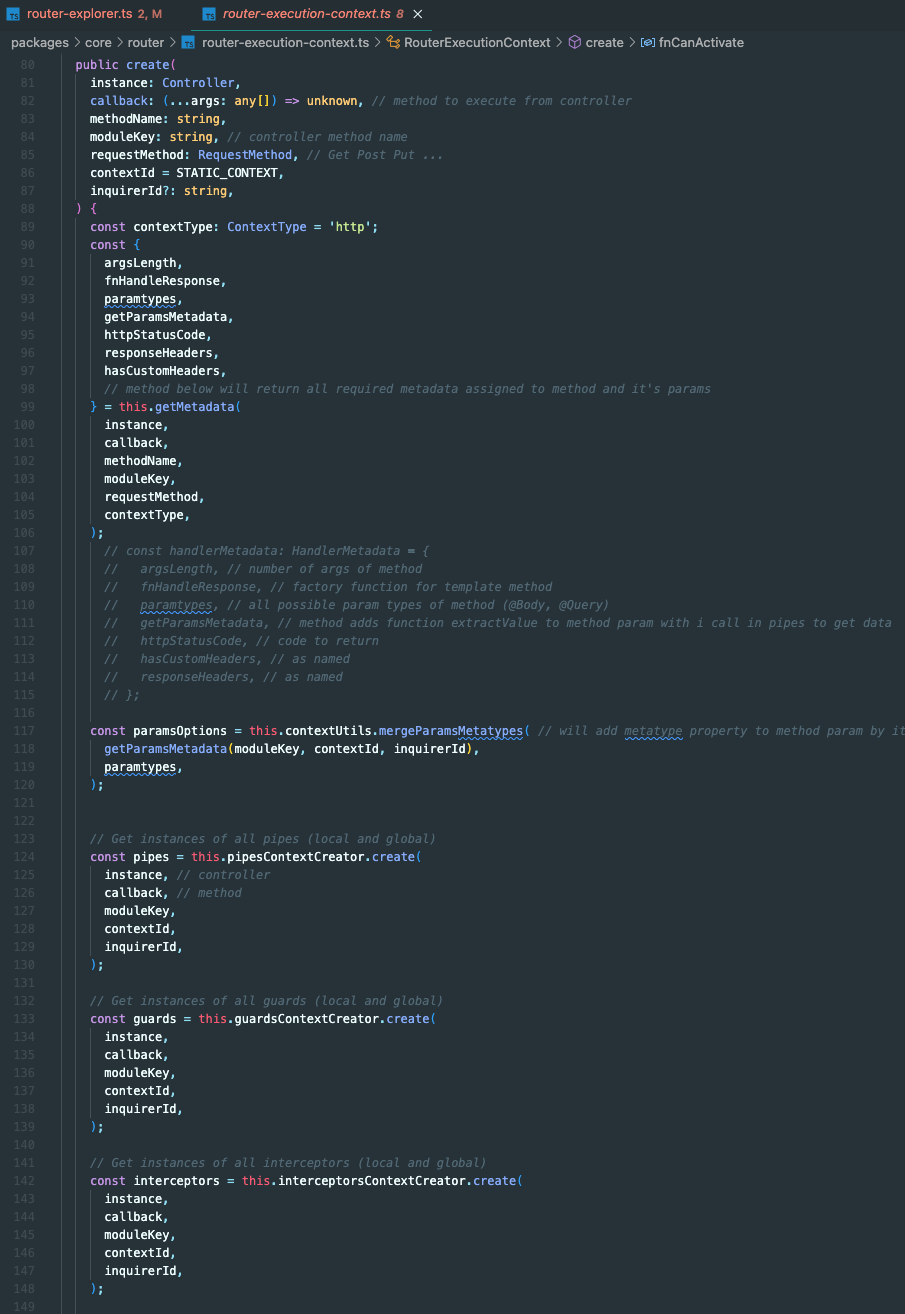 router-explorer.ts 2, M
router-execution-context.ts 8
packages > core > router > router-execution-context.ts > RouterExecutionContext > create > fnCanActivate
80 public create(
81 instance: Controller,
82 callback: (...args: any[]) => unknown, // method to execute from controller
83 methodName: string,
84 moduleKey: string, // controller method name
85 requestMethod: RequestMethod, // Get Post Put ...
86 contextId = STATIC_CONTEXT,
87 inquirerId?: string,
88 ) {
89 const contextType: ContextType = 'http';
90 const {
91 argsLength,
92 fnHandleResponse,
93 paramtypes,
94 getParamsMetadata,
95 httpStatusCode,
96 responseHeaders,
97 hasCustomHeaders,
98 // method below will return all required metadata assigned to method and it's params
99 } = this.getMetadata(
100 instance,
101 callback,
102 methodName,
103 moduleKey,
104 requestMethod,
105 contextType,
106 );
107 // const handlerMetadata: HandlerMetadata = {
108 // argsLength, // number of args of method
109 // fnHandleResponse, // factory function for template method
110 // paramtypes, // all possible param types of method (@Body, @Query)
111 // getParamsMetadata, // method adds function extractValue to method param with i call in pipes to get data
112 // httpStatusCode, // code to return
113 // hasCustomHeaders, // as named
114 // responseHeaders, // as named
115 // };
116
117 const paramsOptions = this.contextUtils.mergeParamsMetatypes( // will add metatype property to method param by it
118 getParamsMetadata(moduleKey, contextId, inquirerId),
119 paramtypes,
120 );
121
122
123 // Get instances of all pipes (local and global)
124 const pipes = this.pipesContextCreator.create(
125 instance, // controller
126 callback, // method
127 moduleKey,
128 contextId,
129 inquirerId,
130 );
131
132 // Get instances of all guards (local and global)
133 const guards = this.guardsContextCreator.create(
134 instance,
135 callback,
136 moduleKey,
137 contextId,
138 inquirerId,
139 );
140
141 // Get instances of all interceptors (local and global)
142 const interceptors = this.interceptorsContextCreator.create(
143 instance,
144 callback,
145 moduleKey,
146 contextId,
147 inquirerId,
148 );
149